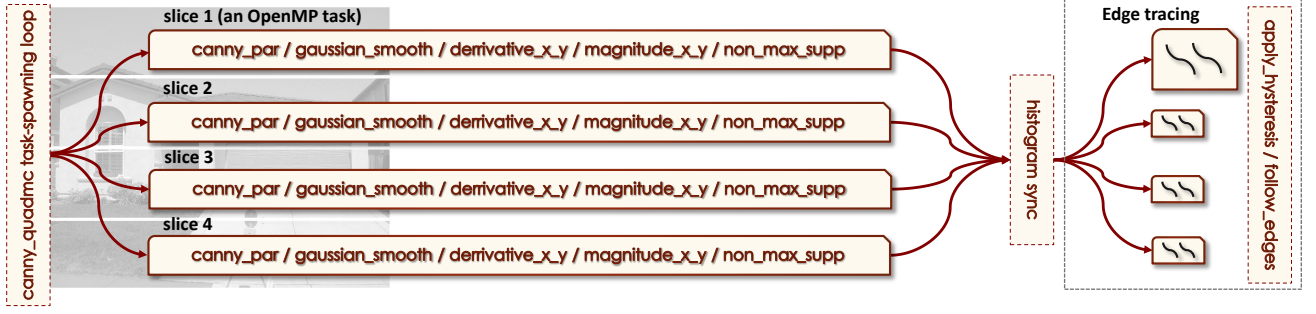 canny_quadmc task-spawning loop
slice 1 (an OpenMP task)
canny_par / gaussian_smooth / derrivative_x_y / magnitude_x_y / non_max_supp
slice 2
canny_par / gaussian_smooth / derrivative_x_y / magnitude_x_y / non_max_supp
slice 3
canny_par / gaussian_smooth / derrivative_x_y / magnitude_x_y / non_max_supp
slice 4
canny_par / gaussian_smooth / derrivative_x_y / magnitude_x_y / non_max_supp
histogram sync
Edge tracing
apply_hysteresis / follow_edges